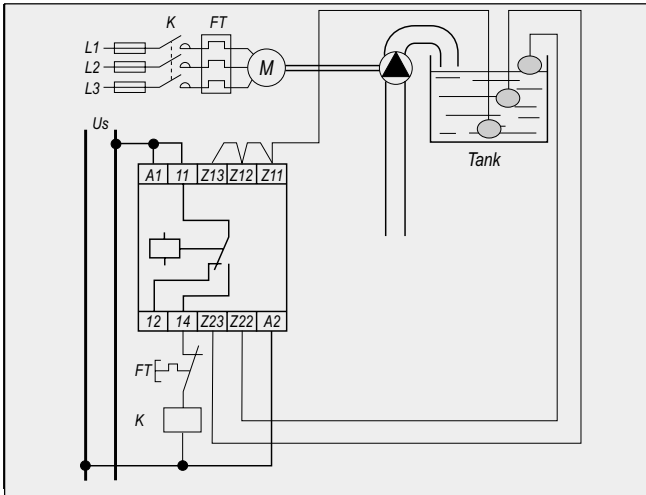 K FT
L1
L2
L3
M
Us
Tank
A1 11 Z13 Z12 Z11
12 14 Z23 Z22 A2
FT
K